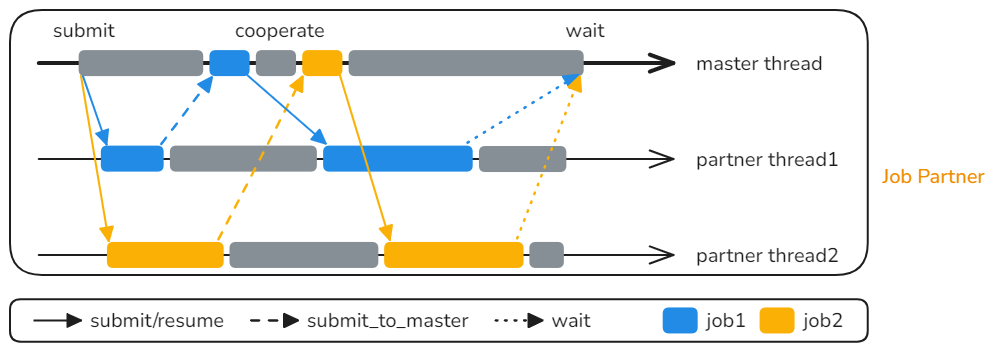 submit
cooperate
wait
master thread
partner thread1
Job Partner
partner thread2
submit/resume
submit_to_master
wait
job1
job2